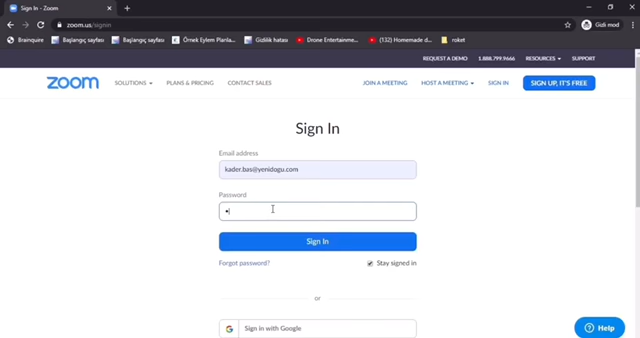 Sign In - Zoom
zoom.us/signin
Gizli mod
Brainquire
Başlangıç sayfası
Başlangıç sayfası
Örnek Eylem Planla...
Gizlilik hatası
Drone Entertainme...
(132) Homemade d...
roket
REQUEST A DEMO
1.888.799.9666
RESOURCES
SUPPORT
zoom
SOLUTIONS
PLANS & PRICING
CONTACT SALES
JOIN A MEETING
HOST A MEETING
SIGN IN
SIGN UP, IT'S FREE
Sign In
Email address
kader.bas@yenidogu.com
Password
Sign In
Forgot password?
Stay signed in
or
G
Sign in with Google
Help